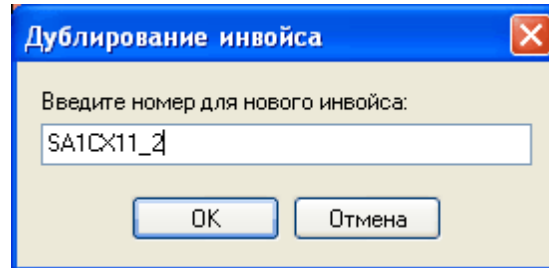 Дублирование инвойса
Введите номер для нового инвойса:
SA1CX11_2
OK
Отмена